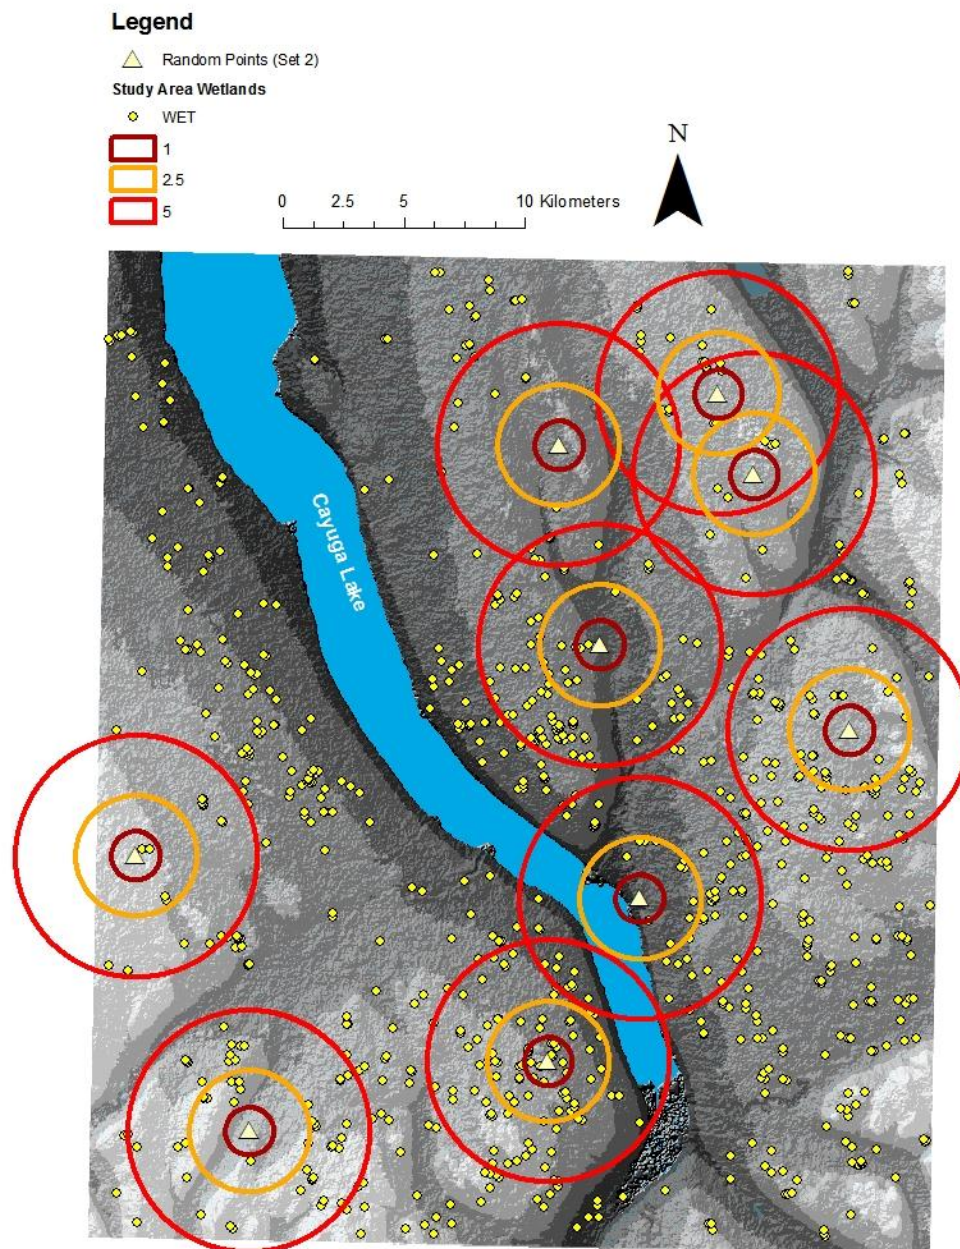 Legend
Random Points (Set 2)
Study Area Wetlands
WET
1
2.5
5
N
0 2.5 5 10 Kilometers
Cayuga Lake